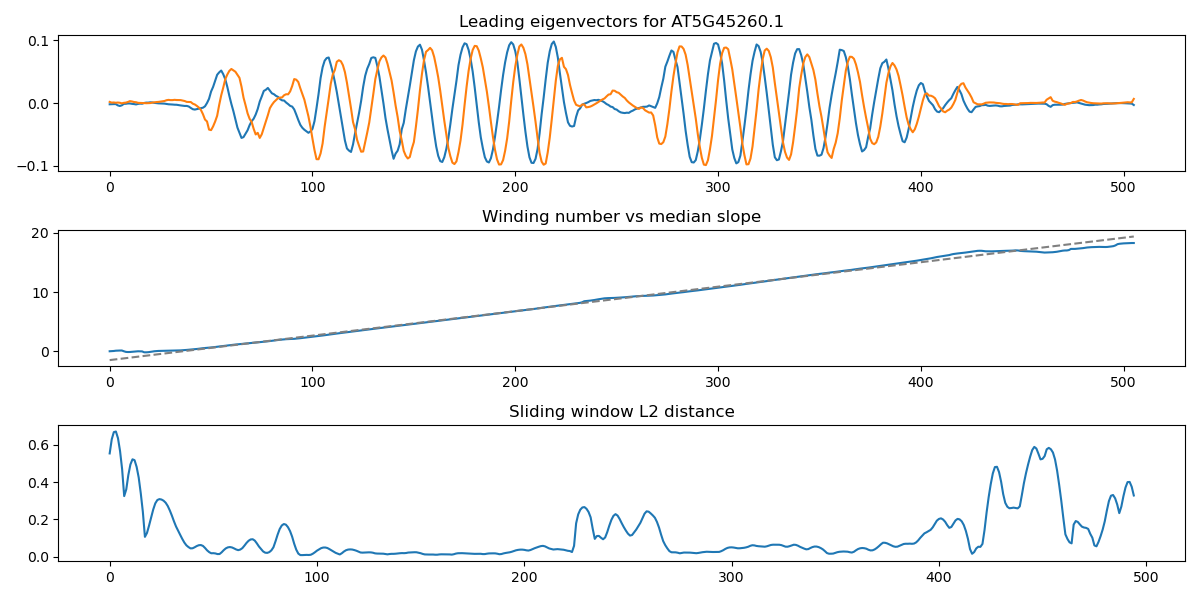 Leading eigenvectors for AT5G45260.1
0.1
0.0
−0.1
0 100 200 300 400 500
Winding number vs median slope
20
10
0
0 100 200 300 400 500
Sliding window L2 distance
0.6
0.4
0.2
0.0
0 100 200 300 400 500